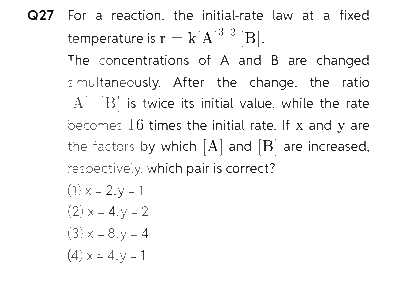 Q27 For a reaction, the initial-rate law at a fixed
temperature is r = k[A]^{3/2}[B].
The concentrations of A and B are changed
simultaneously. After the change, the ratio
[A]/[B] is twice its initial value, while the rate
becomes 16 times the initial rate. If x and y are
the factors by which [A] and [B] are increased,
respectively, which pair is correct?
(1) x = 2, y = 1
(2) x = 4, y = 2
(3) x = 8, y = 4
(4) x = 4, y = 1